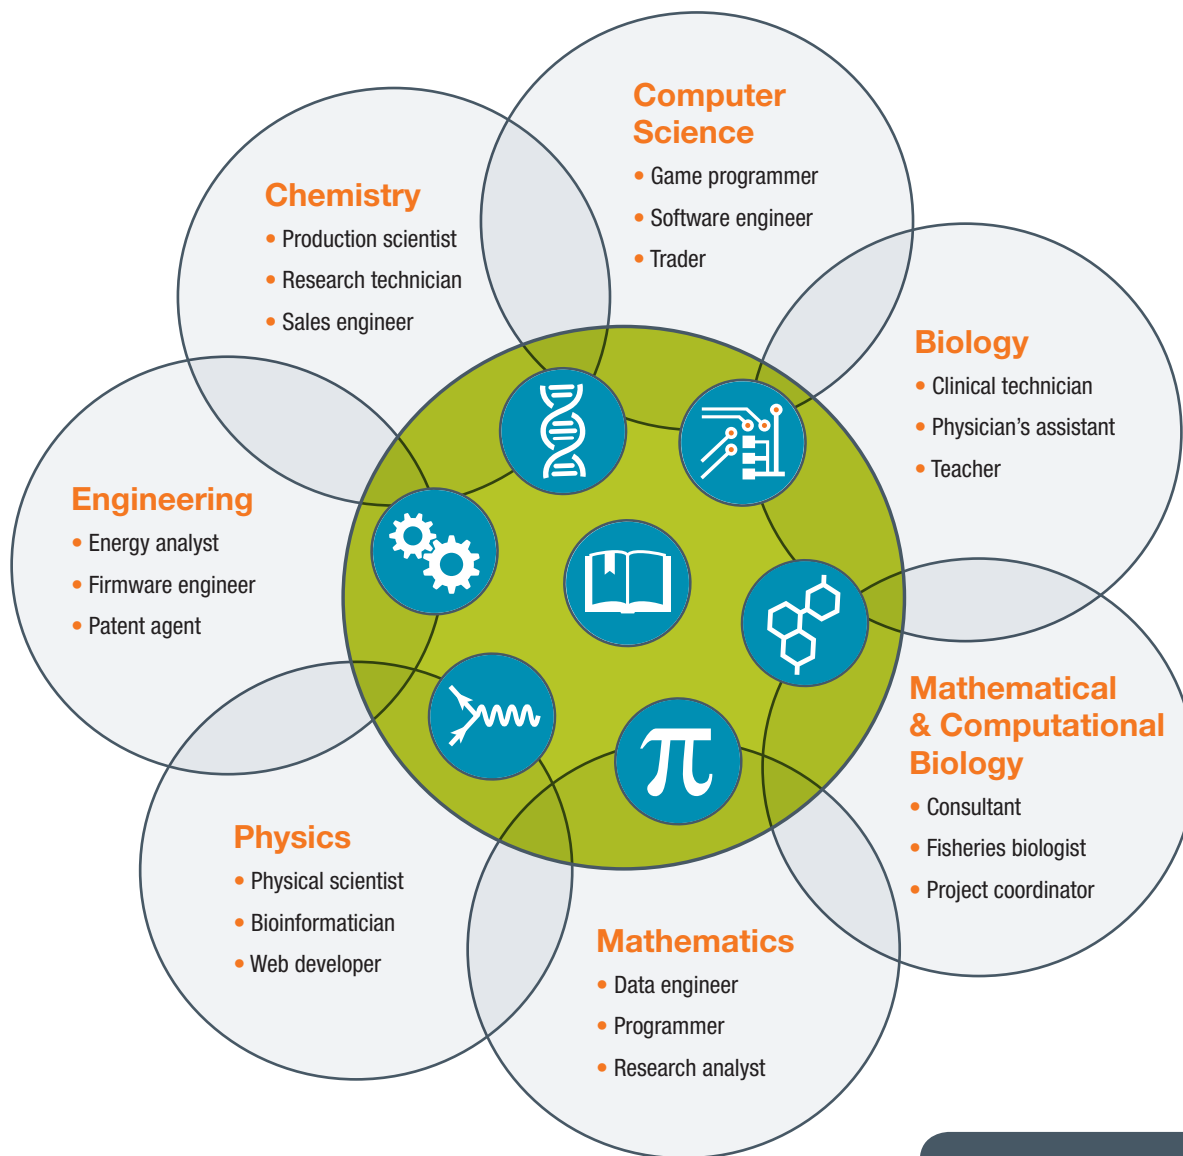 Computer
Science
• Game programmer
• Software engineer
• Trader
Chemistry
• Production scientist
• Research technician
• Sales engineer
Biology
• Clinical technician
• Physician’s assistant
• Teacher
Engineering
• Energy analyst
• Firmware engineer
• Patent agent
π
Mathematical
& Computational
Biology
• Consultant
• Fisheries biologist
• Project coordinator
Physics
• Physical scientist
• Bioinformatician
• Web developer
Mathematics
• Data engineer
• Programmer
• Research analyst